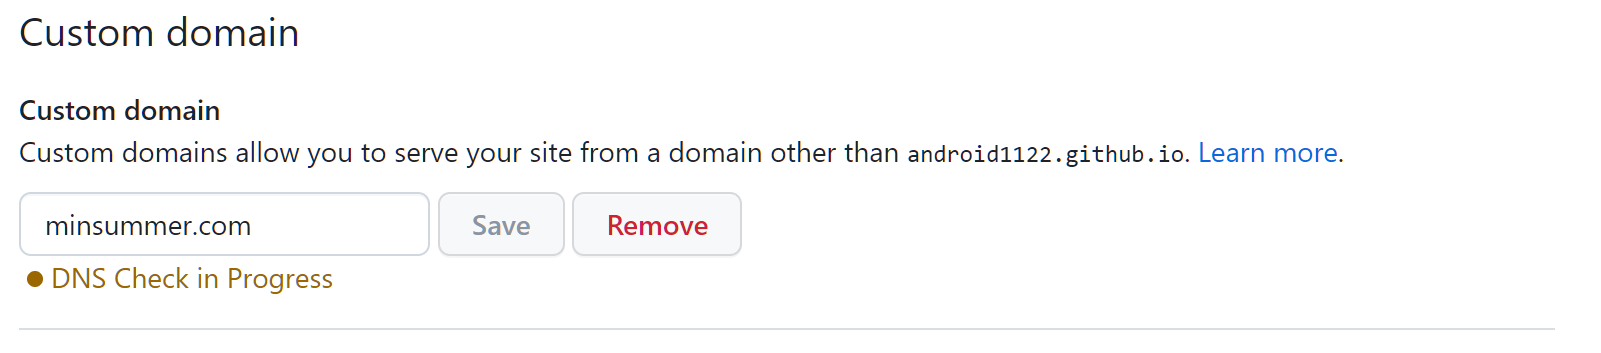 Custom domain
Custom domain
Custom domains allow you to serve your site from a domain other than android1122.github.io. Learn more.
minsummer.com Save Remove
DNS Check in Progress